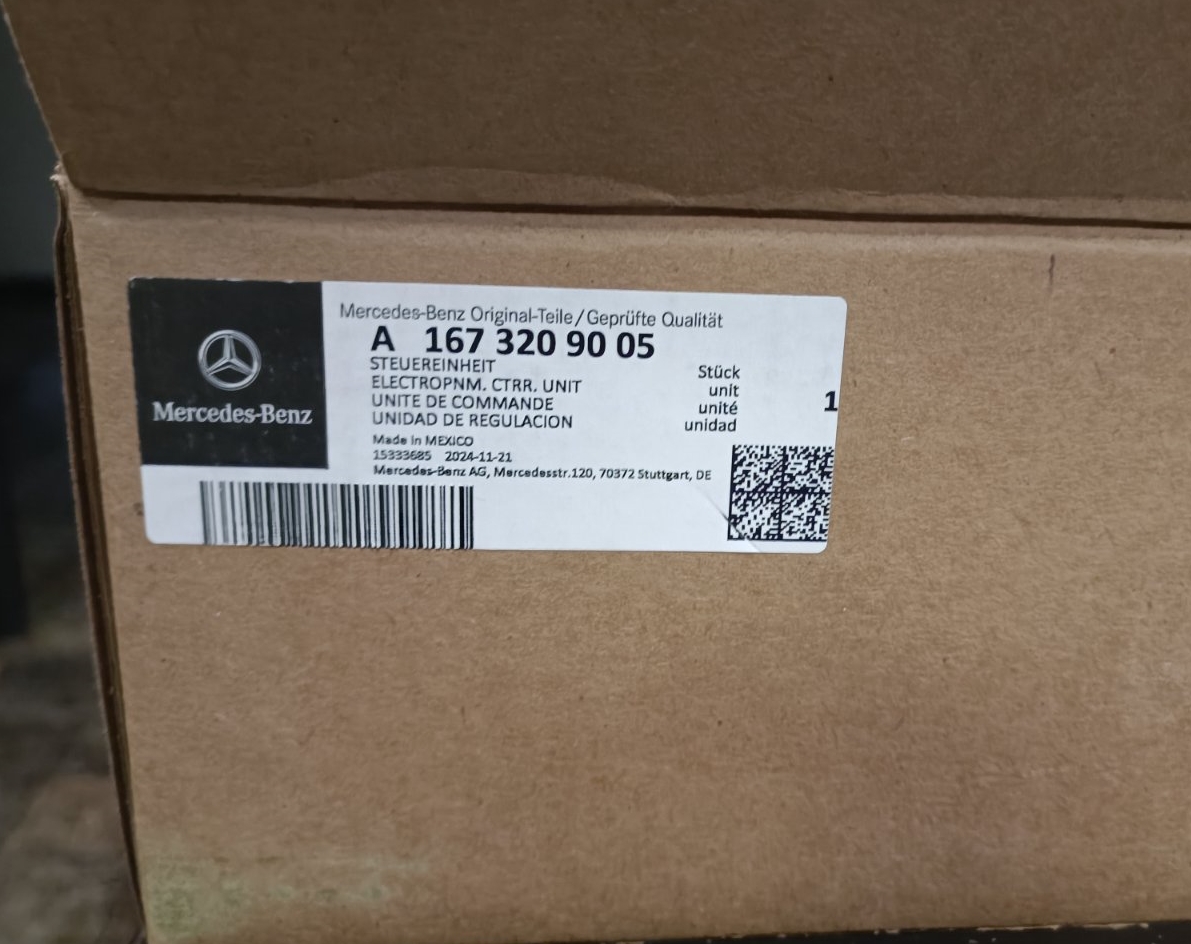 Mercedes-Benz
Mercedes-Benz Original-Teile/Geprüfte Qualität
A 167 320 90 05
STEUEREINHEIT
ELECTROPNM. CTRR. UNIT
UNITE DE COMMANDE
UNIDAD DE REGULACION
Stück
unit
unité
unidad
1
Made in MEXICO
15333685 2024-11-21
Mercedes-Benz AG, Mercedesstr.120, 70372 Stuttgart, DE